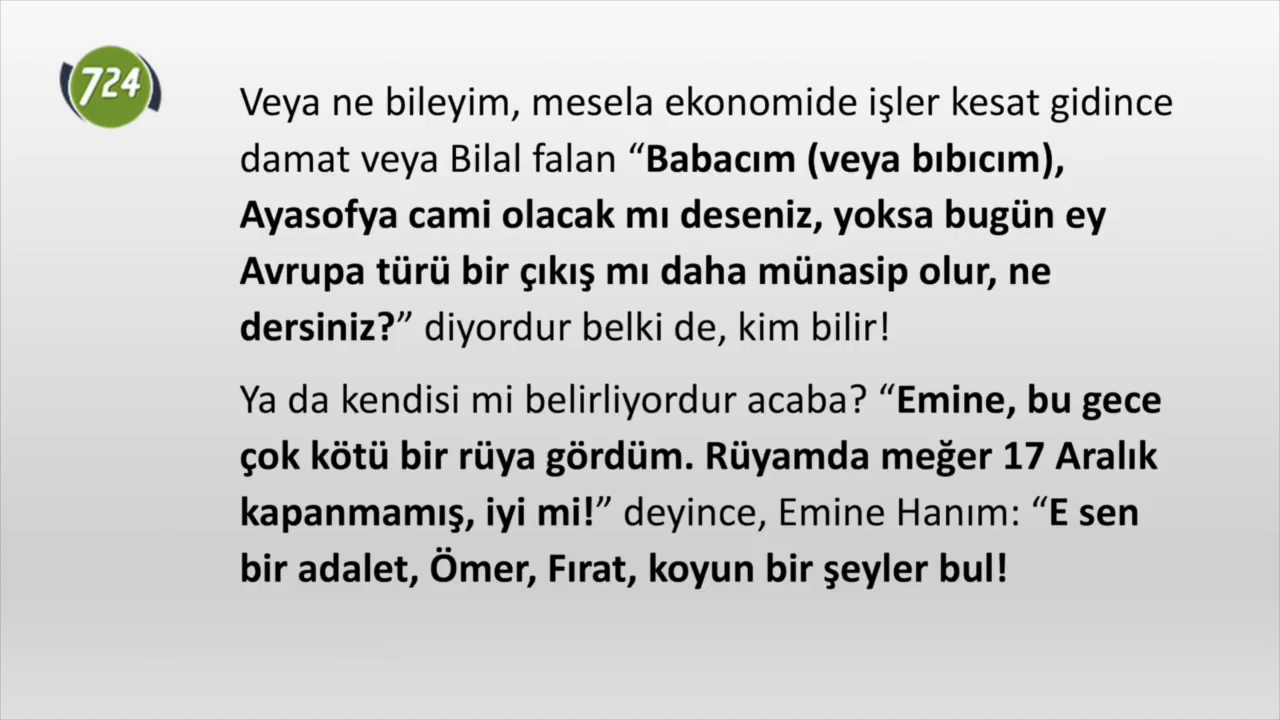 724
Veya ne bileyim, mesela ekonomide işler kesat gidince
damat veya Bilal falan “Babacım (veya bıbıcım),
Ayasofya cami olacak mı deseniz, yoksa bugün ey
Avrupa türü bir çıkış mı daha münasip olur, ne
dersiniz?” diyordur belki de, kim bilir!
Ya da kendisi mi belirliyordur acaba? “Emine, bu gece
çok kötü bir rüya gördüm. Rüyamda meğer 17 Aralık
kapanmamış, iyi mi!” deyince, Emine Hanım: “E sen
bir adalet, Ömer, Fırat, koyun bir şeyler bul!